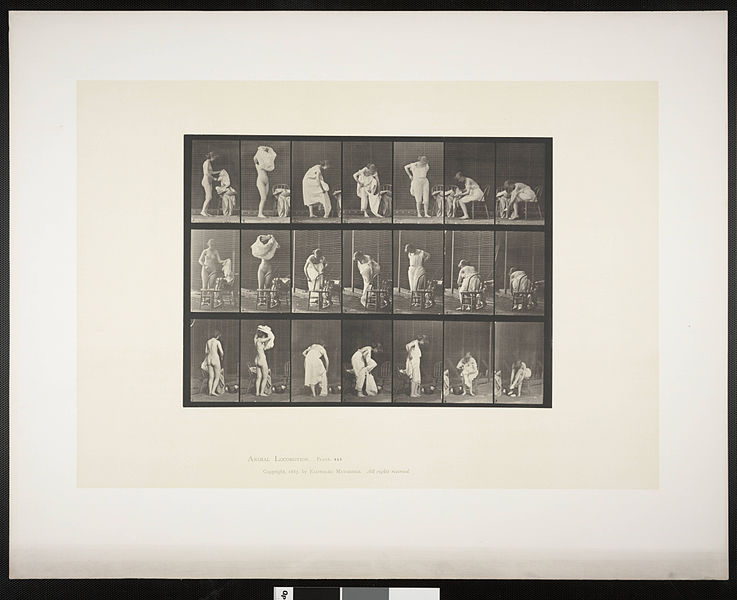 ANIMAL LOCOMOTION. PLATE
Copyright, 1887, by EADWEARD MUYBRIDGE. All rights reserved.